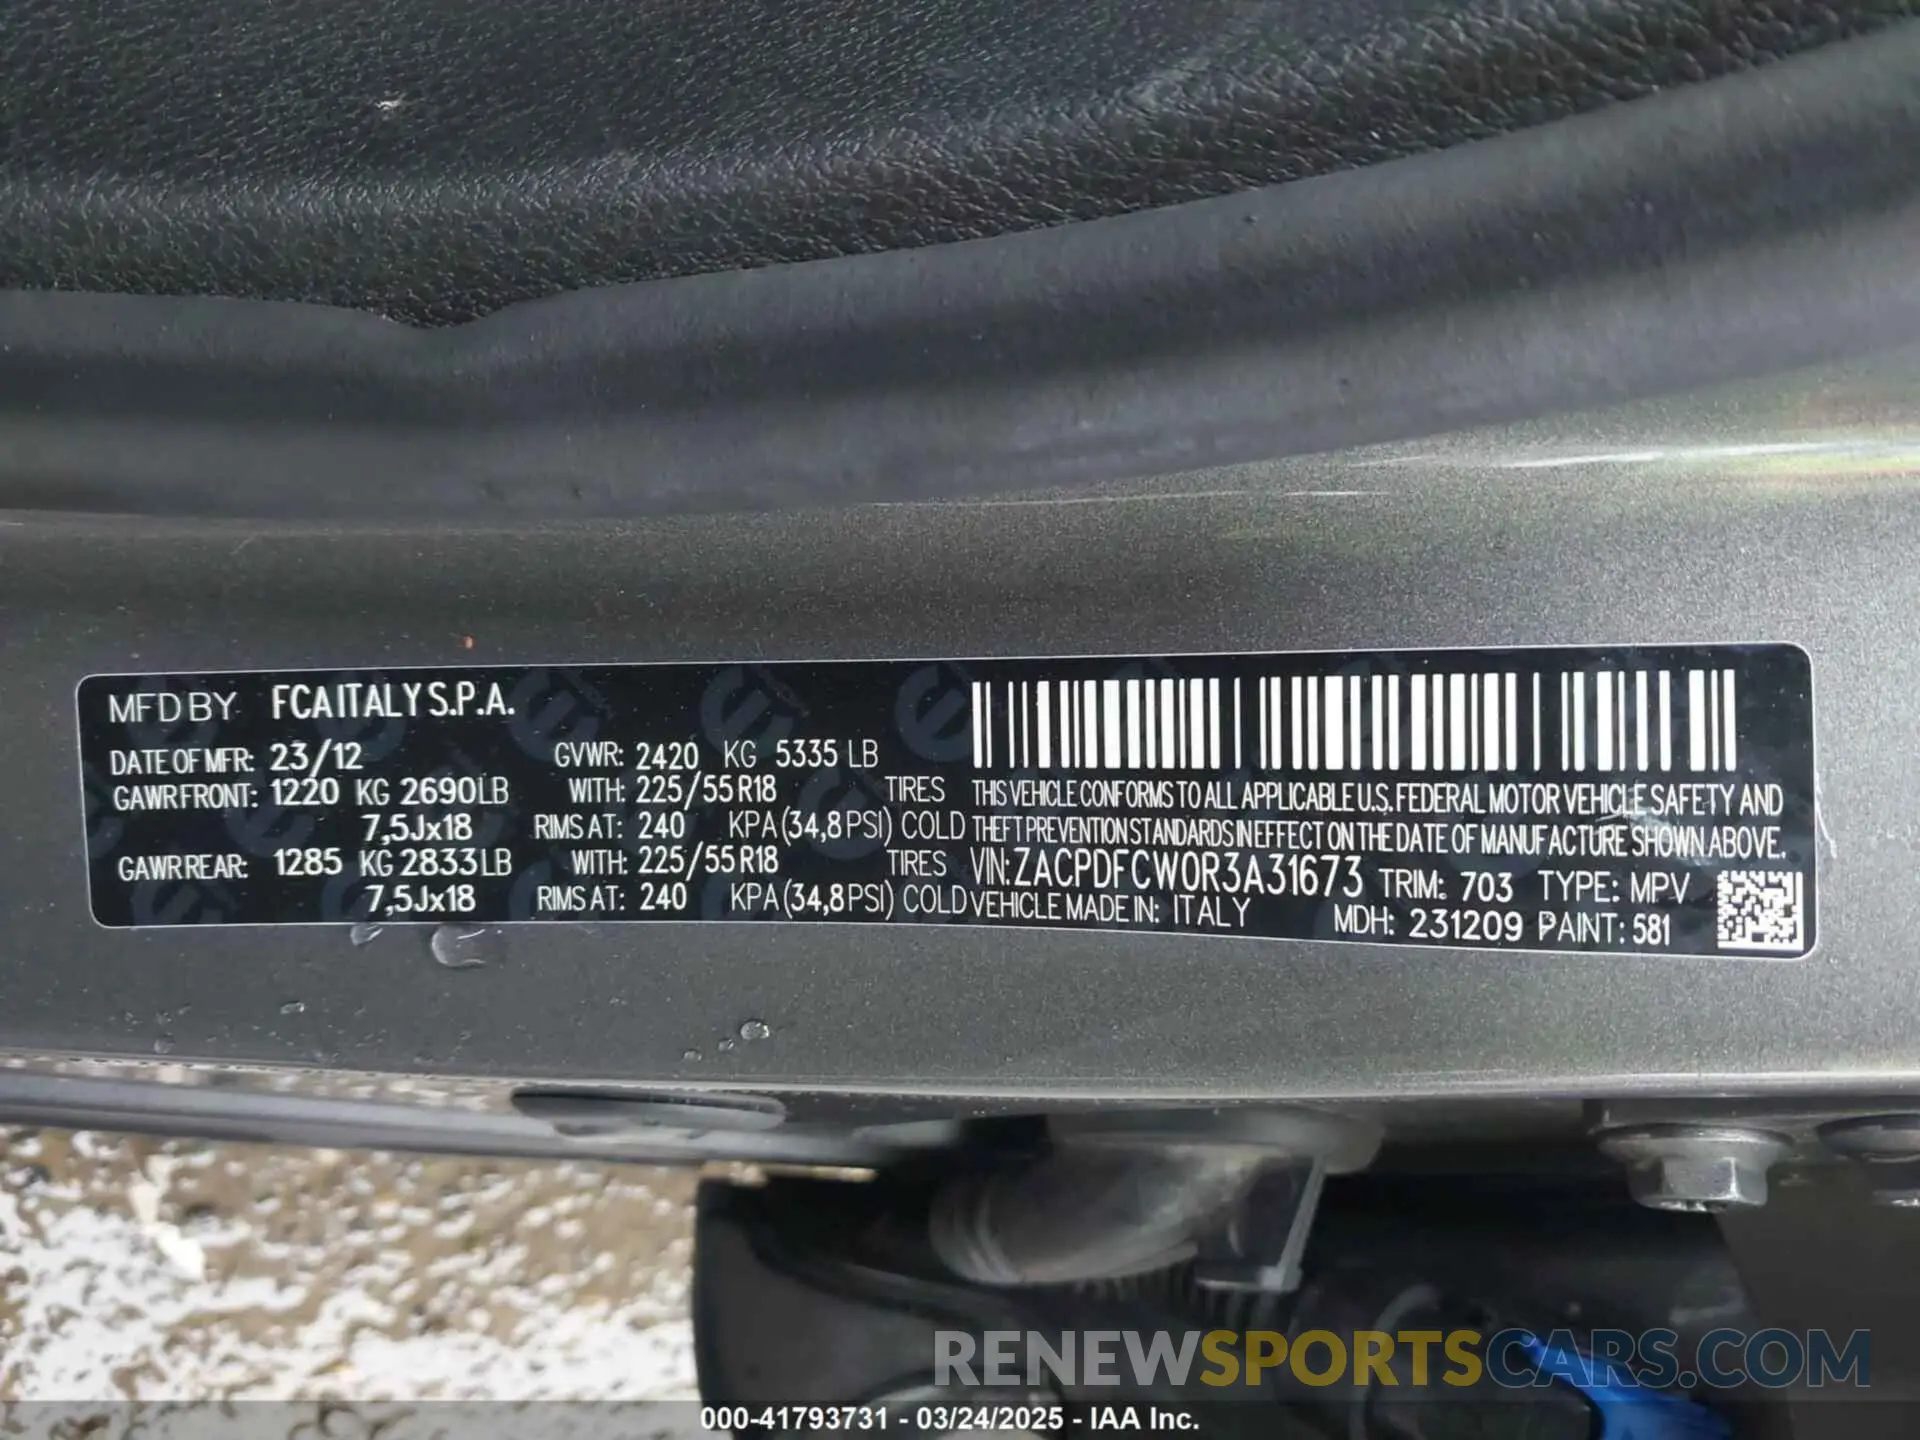 MFD BY FCA ITALY S.P.A.
DATE OF MFR: 23/12 GVWR: 2420 KG 5335 LB
GAWR FRONT: 1220 KG 2690 LB WITH: 225/55 R18 TIRES
7,5Jx18 RIMS AT: 240 KPA (34,8 PSI) COLD
GAWR REAR: 1285 KG 2833 LB WITH: 225/55 R18 TIRES
7,5Jx18 RIMS AT: 240 KPA (34,8 PSI) COLD
THIS VEHICLE CONFORMS TO ALL APPLICABLE U.S. FEDERAL MOTOR VEHICLE SAFETY AND
THEFT PREVENTION STANDARDS IN EFFECT ON THE DATE OF MANUFACTURE SHOWN ABOVE.
VIN: ZACPDFCW0R3A31673 TRIM: 703 TYPE: MPV
VEHICLE MADE IN: ITALY MDH: 231209 PAINT: 581
RENEWSPORTSCARS.COM
000-41793731 - 03/24/2025 - IAA Inc.